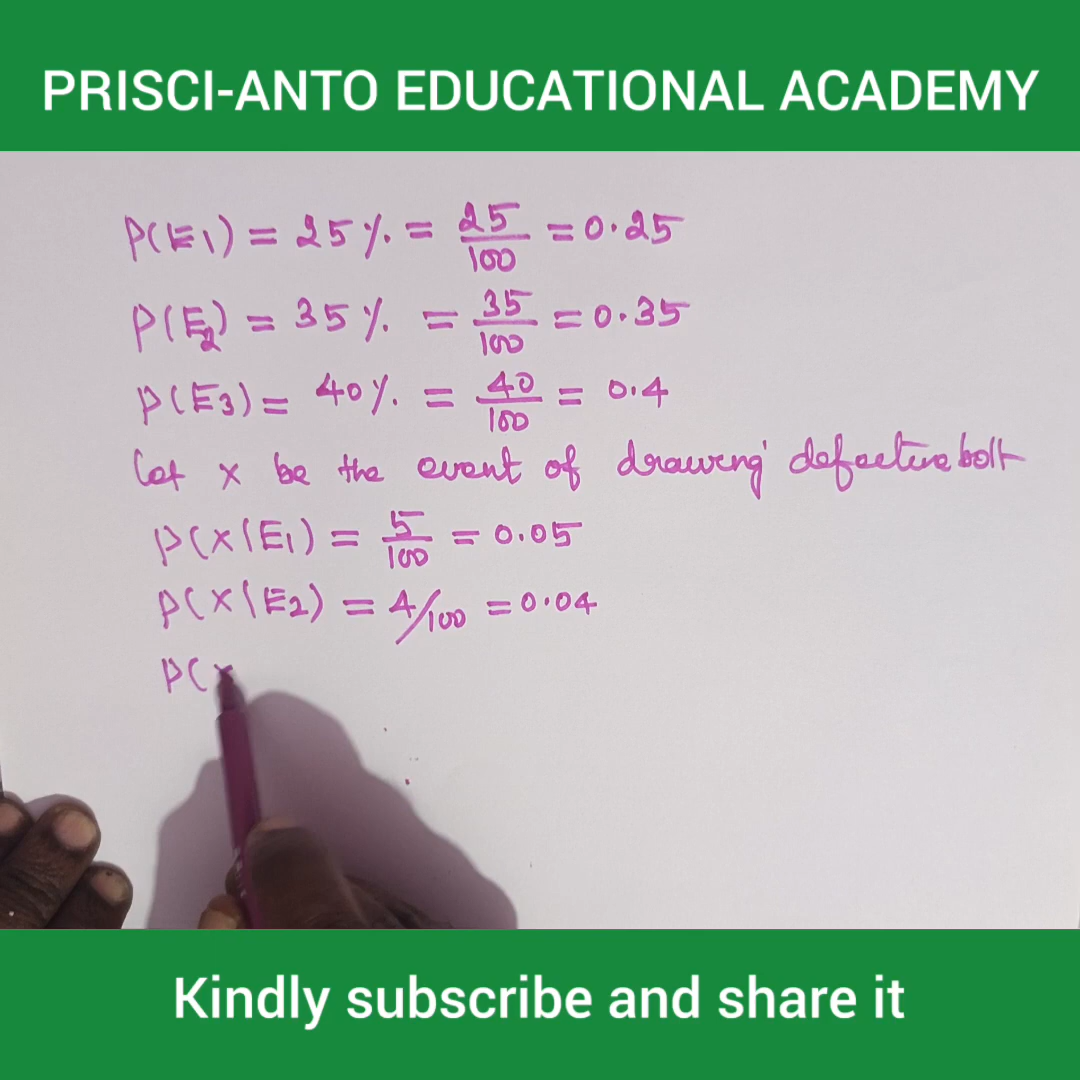 PRISCI-ANTO EDUCATIONAL ACADEMY
P(E1) = 25%. = 25/100 = 0.25
P(E2) = 35%. = 35/100 = 0.35
P(E3) = 40%. = 40/100 = 0.4
Let x be the event of drawing defective bolt
P(x|E1) = 5/100 = 0.05
P(x|E2) = 4/100 = 0.04
P(x
Kindly subscribe and share it